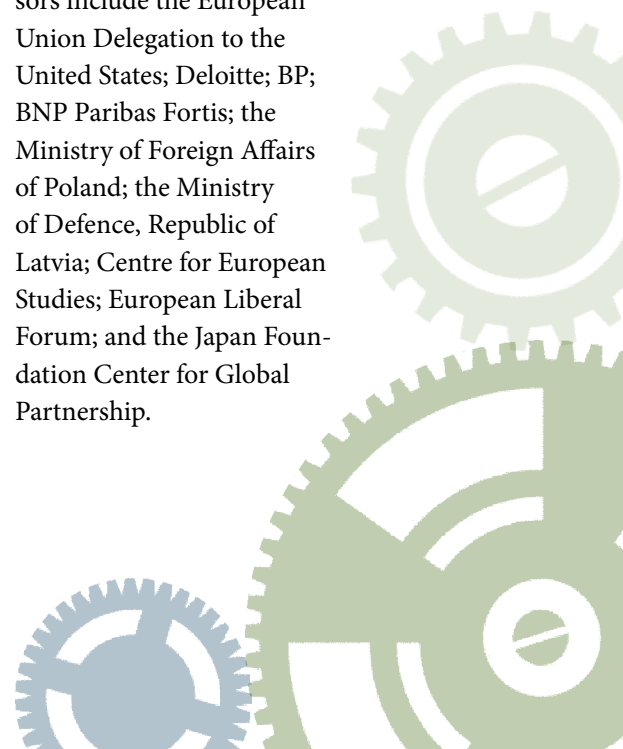 sors include the European
Union Delegation to the
United States; Deloitte; BP;
BNP Paribas Fortis; the
Ministry of Foreign Affairs
of Poland; the Ministry
of Defence, Republic of
Latvia; Centre for European
Studies; European Liberal
Forum; and the Japan Foun-
dation Center for Global
Partnership.